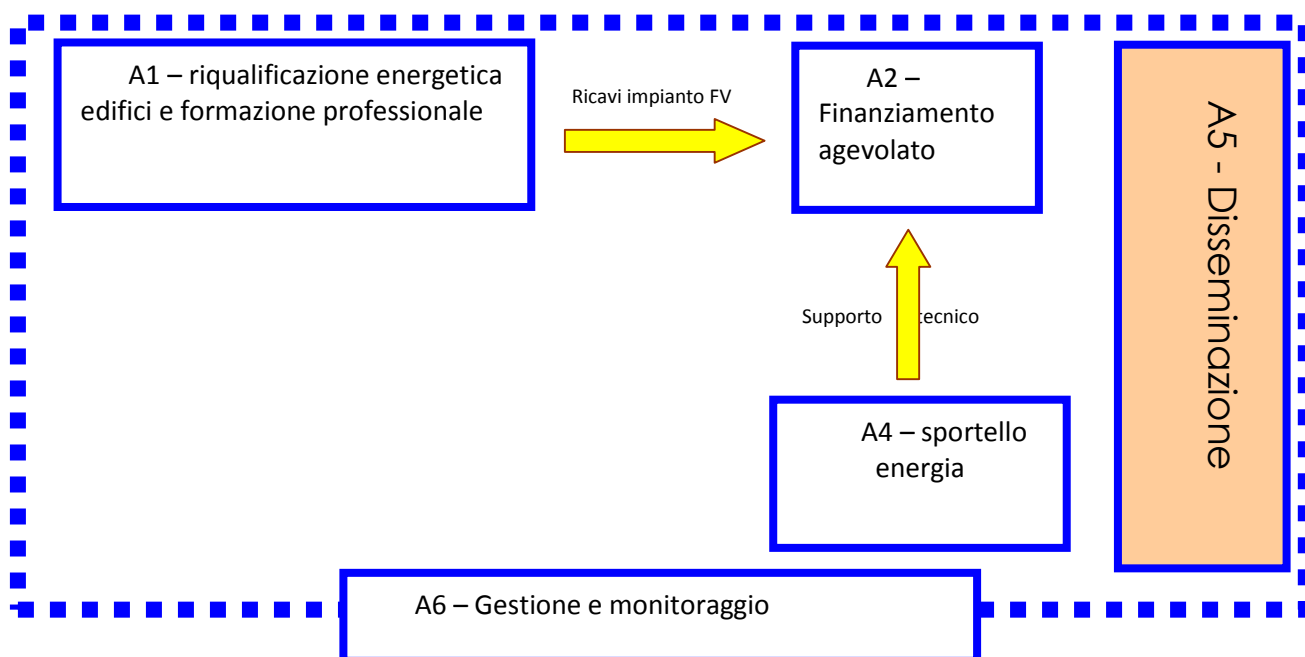 A1 – riqualificazione energetica
edifici e formazione professionale
Ricavi impianto FV
A2 –
Finanziamento
agevolato
A5 - Disseminazione
Supporto tecnico
A4 – sportello
energia
A6 – Gestione e monitoraggio